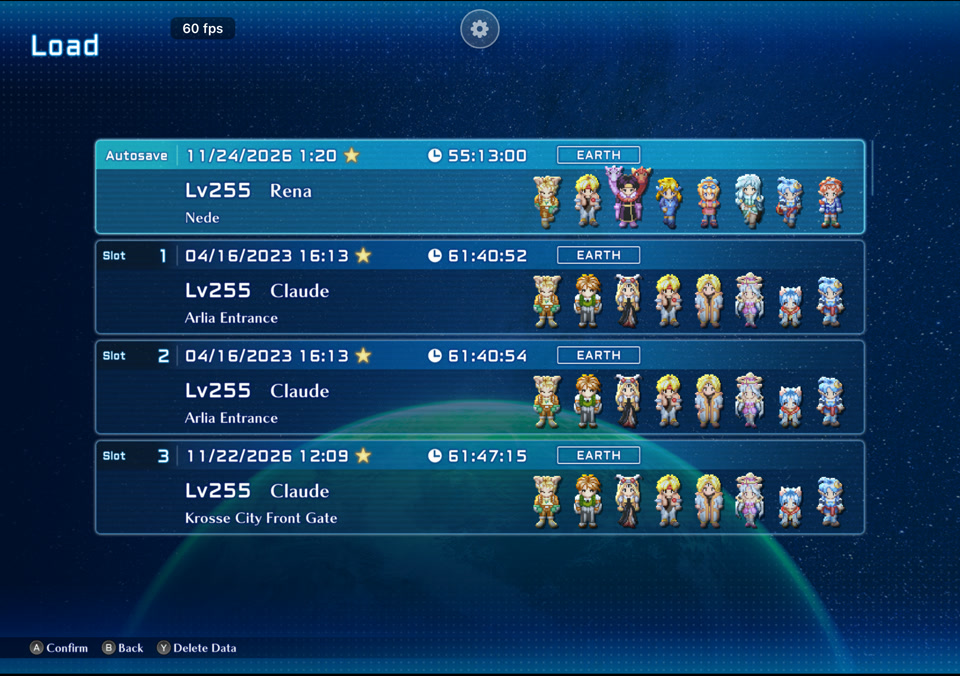 60 fps
Load
Autosave 11/24/2026 1:20 55:13:00 EARTH
Lv255 Rena
Nede
Slot 1 04/16/2023 16:13 61:40:52 EARTH
Lv255 Claude
Arlia Entrance
Slot 2 04/16/2023 16:13 61:40:54 EARTH
Lv255 Claude
Arlia Entrance
Slot 3 11/22/2026 12:09 61:47:15 EARTH
Lv255 Claude
Krosse City Front Gate
A Confirm B Back Y Delete Data